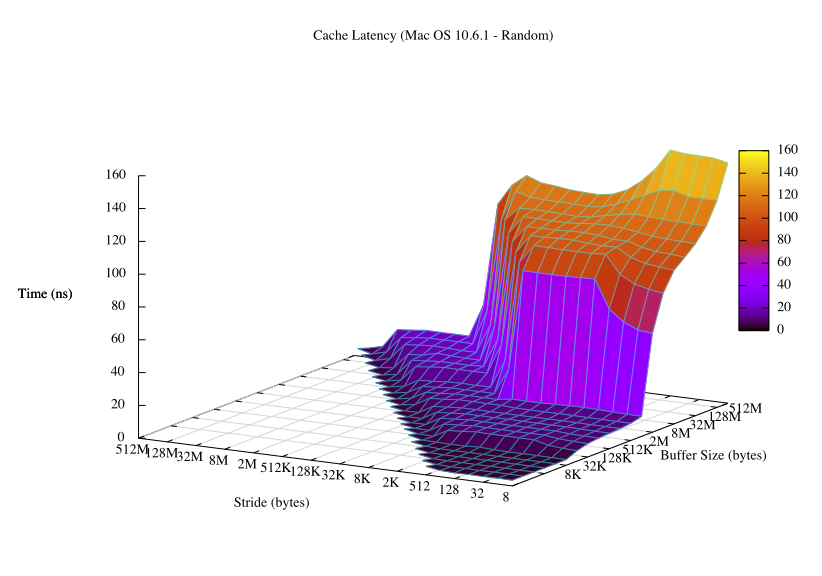 Cache Latency (Mac OS 10.6.1 - Random)
160
140
120
100
80
60
40
20
0
Time (ns)
512M
128M
32M
8M
2M
512K
128K
32K
8K
2K
512
128
32
8
Stride (bytes)
8K
32K
128K
512K
2M
8M
32M
128M
512M
Buffer Size (bytes)
160
140
120
100
80
60
40
20
0